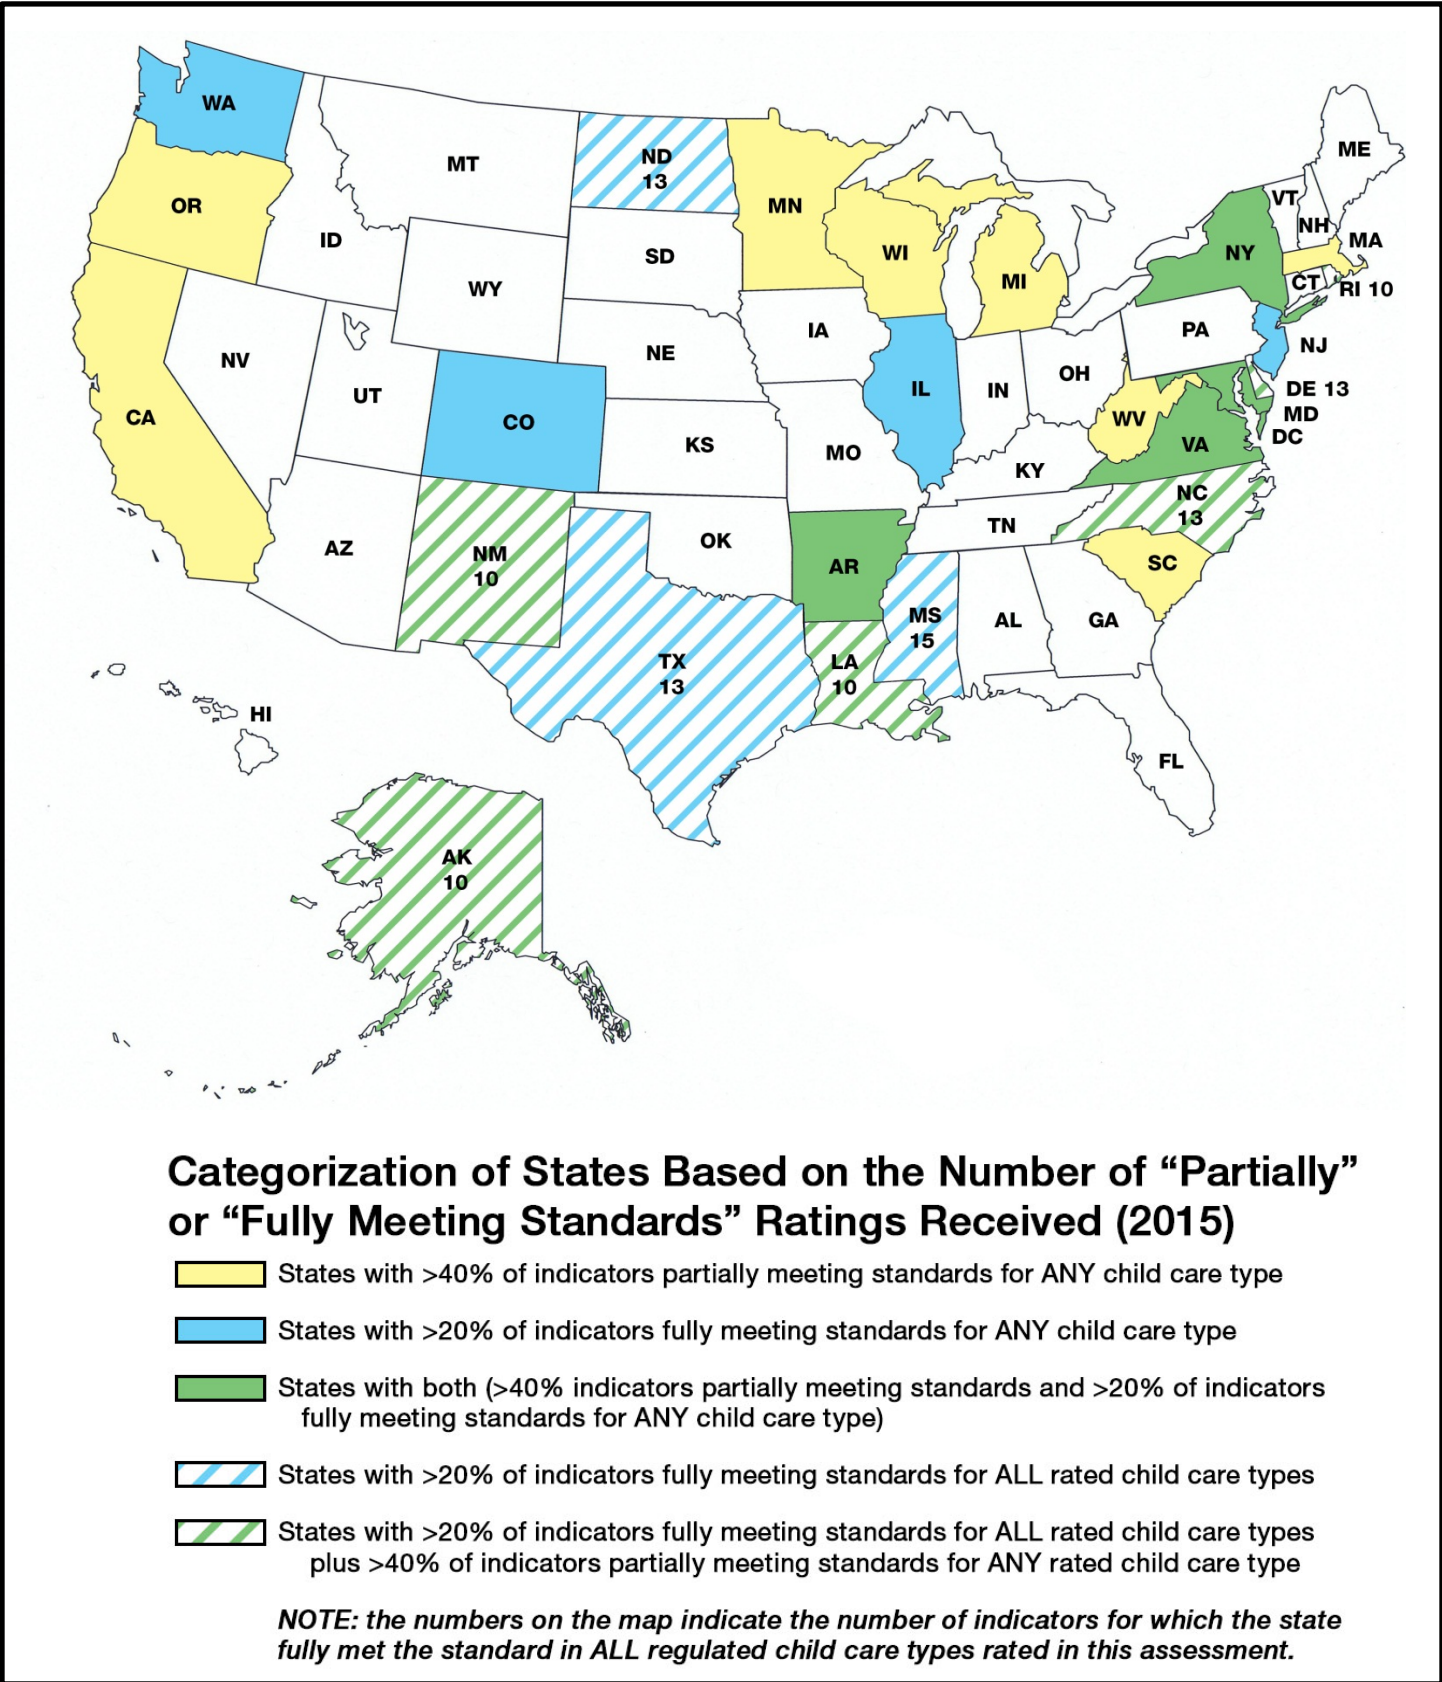 WA
MT
ND
13
MN
ME
OR
ID
SD
WI
MI
NY
VT
NH
MA
WY
CT
RI 10
NV
UT
NE
IA
PA
NJ
CO
IL
IN
OH
DE 13
CA
KS
MO
KY
WV
VA
MD
DC
AZ
NM
10
OK
AR
TN
NC
13
SC
TX
13
LA
10
MS
15
AL
GA
HI
FL
AK
10
Categorization of States Based on the Number of “Partially”
or “Fully Meeting Standards” Ratings Received (2015)
States with >40% of indicators partially meeting standards for ANY child care type
States with >20% of indicators fully meeting standards for ANY child care type
States with both (>40% indicators partially meeting standards and >20% of indicators
fully meeting standards for ANY child care type)
States with >20% of indicators fully meeting standards for ALL rated child care types
States with >20% of indicators fully meeting standards for ALL rated child care types
plus >40% of indicators partially meeting standards for ANY rated child care type
NOTE: the numbers on the map indicate the number of indicators for which the state
fully met the standard in ALL regulated child care types rated in this assessment.